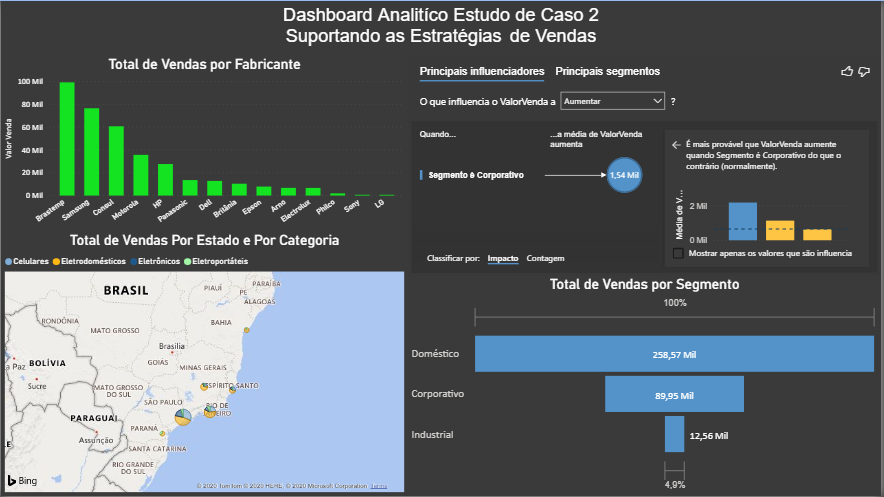 Dashboard Analitíco Estudo de Caso 2
Suportando as Estratégias de Vendas
Total de Vendas por Fabricante
Valor Venda
100 Mil
80 Mil
60 Mil
40 Mil
20 Mil
0 Mil
Brastemp
Samsung
Consul
Motorola
HP
Panasonic
Dell
Britânia
Epson
Arno
Electrolux
Philco
Sony
LG
Principais influenciadores
Principais segmentos
O que influencia o ValorVenda a
Aumentar
?
Quando...
...a média de ValorVenda
aumenta
Segmento é Corporativo
1,54 Mil
É mais provável que ValorVenda aumente
quando Segmento é Corporativo do que o
contrário (normalmente).
Média de V...
2 Mil
0 Mil
Mostrar apenas os valores que são influencia
Classificar por:
Impacto
Contagem
Total de Vendas Por Estado e Por Categoria
Celulares
Eletrodomésticos
Eletrônicos
Eletroportáteis
BRASIL
PIAUÍ
PARAÍBA
PE
ALAGOAS
RONDÔNIA
BAHIA
MATO GROSSO
Brasilia
GOIÁS
BOLÍVIA
a Paz
Sucre
MINAS GERAIS
MATO GROSSO
DO SUL
ESPÍRITO SANTO
SÃO PAULO
RIO DE
JANEIRO
PARAGUAI
Assunção
PARANÁ
SANTA CATARINA
RIO GRANDE
DO SUL
LE
Bing
© 2020 TomTom © 2020 HERE, © 2020 Microsoft Corporation Terms
Total de Vendas por Segmento
100%
Doméstico
258,57 Mil
Corporativo
89,95 Mil
Industrial
12,56 Mil
4,9%